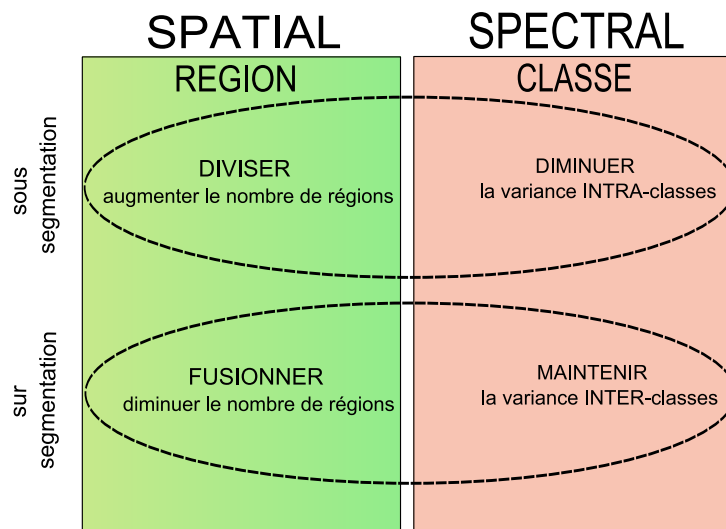 SPATIAL
SPECTRAL
REGION
CLASSE
sous
segmentation
DIVISER
augmenter le nombre de régions
DIMINUER
la variance INTRA-classes
sur
segmentation
FUSIONNER
diminuer le nombre de régions
MAINTENIR
la variance INTER-classes